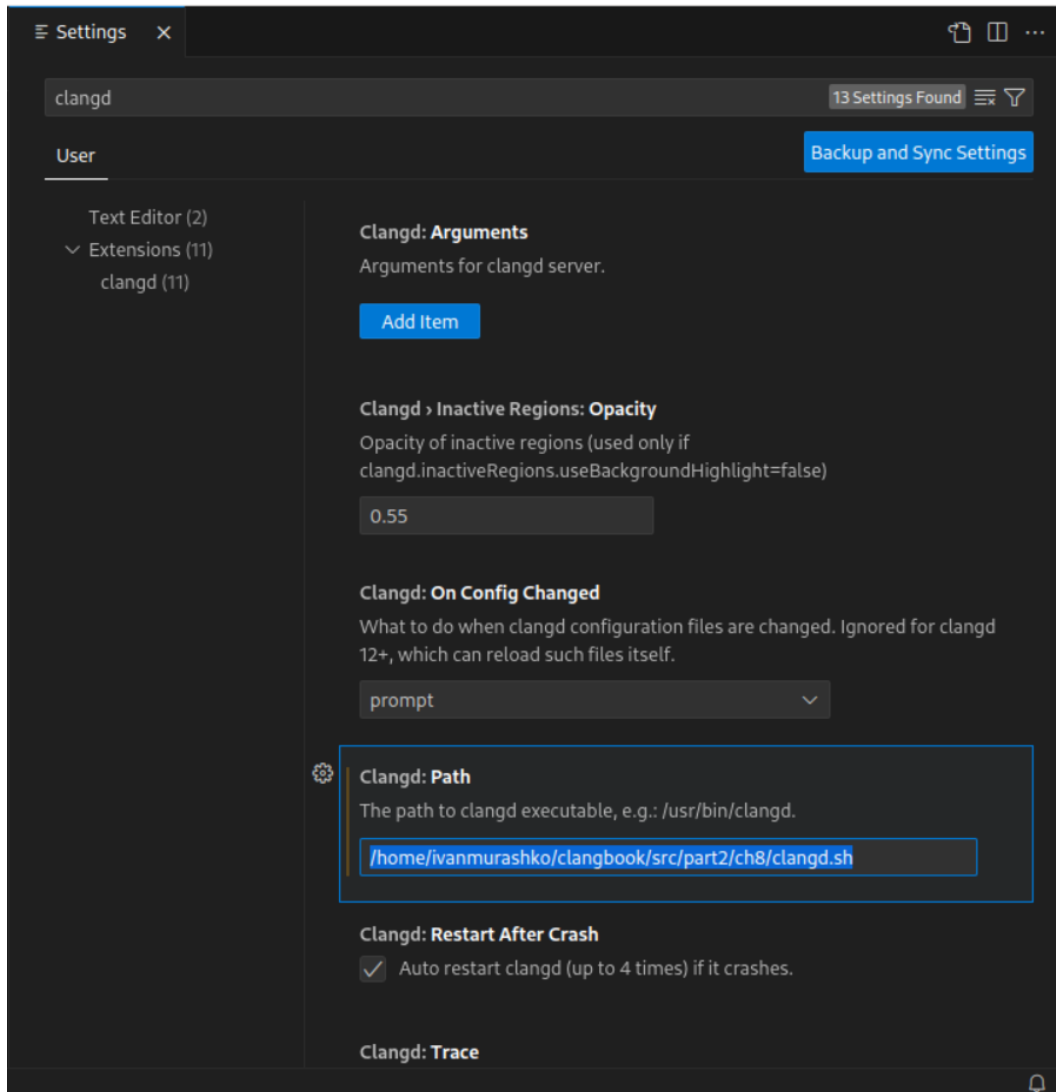 Settings
clangd
13 Settings Found
User
Backup and Sync Settings
Text Editor (2)
Extensions (11)
clangd (11)
Clangd: Arguments
Arguments for clangd server.
Add Item
Clangd › Inactive Regions: Opacity
Opacity of inactive regions (used only if
clangd.inactiveRegions.useBackgroundHighlight=false)
0.55
Clangd: On Config Changed
What to do when clangd configuration files are changed. Ignored for clangd
12+, which can reload such files itself.
prompt
Clangd: Path
The path to clangd executable, e.g.: /usr/bin/clangd.
/home/ivanmurashko/clangbook/src/part2/ch8/clangd.sh
Clangd: Restart After Crash
Auto restart clangd (up to 4 times) if it crashes.
Clangd: Trace